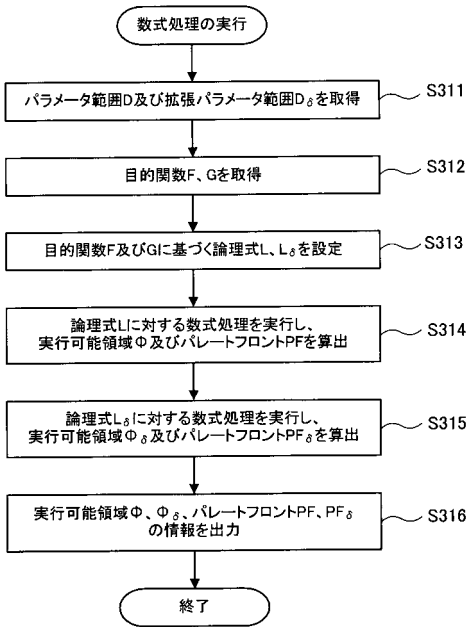 数式処理の実行
パラメータ範囲D及び拡張パラメータ範囲Dδを取得
S311
目的関数F、Gを取得
S312
目的関数F及びGに基づく論理式L、Lδを設定
S313
論理式Lに対する数式処理を実行し、
実行可能領域Φ及びパレートフロントPFを算出
S314
論理式Lδに対する数式処理を実行し、
実行可能領域Φδ及びパレートフロントPFδを算出
S315
実行可能領域Φ、Φδ、パレートフロントPF、PFδ
の情報を出力
S316
終了